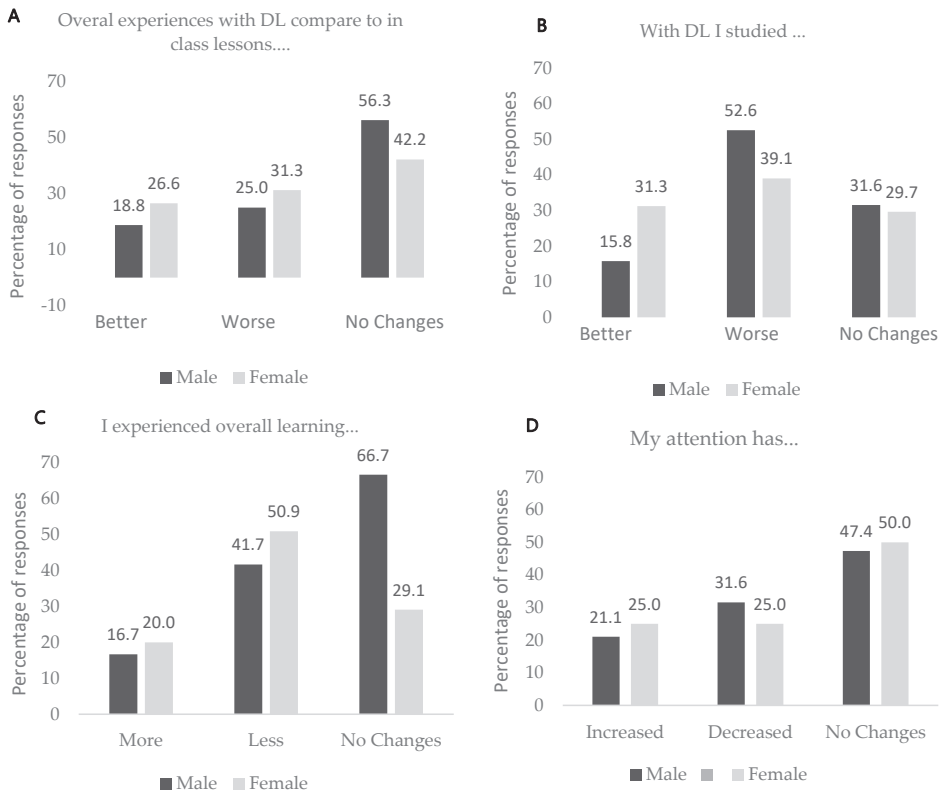 A
Overal experiences with DL compare to in
class lessons....
Percentage of responses
70
50
30
10
-10
18.8
26.6
25.0
31.3
56.3
42.2
Better
Worse
No Changes
Male
Female
B
With DL I studied ...
Percentage of responses
70
60
50
40
30
20
10
0
15.8
31.3
52.6
39.1
31.6
29.7
Better
Worse
No Changes
Male
Female
C
I experienced overall learning...
Percentage of responses
70
60
50
40
30
20
10
0
16.7
20.0
41.7
50.9
66.7
29.1
More
Less
No Changes
Male
Female
D
My attention has...
Percentage of responses
70
60
50
40
30
20
10
0
21.1
25.0
31.6
25.0
47.4
50.0
Increased
Decreased
No Changes
Male
Female